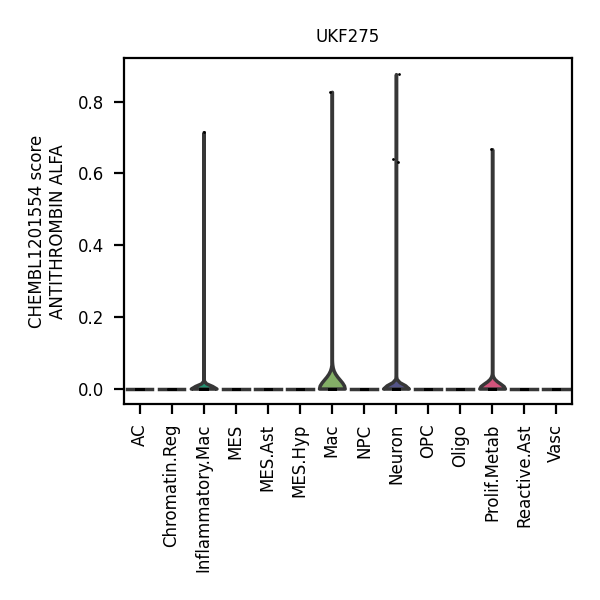 UKF275
CHEMBL1201554 score
ANTITHROMBIN ALFA
0.8
0.6
0.4
0.2
0.0
AC
Chromatin.Reg
Inflammatory.Mac
MES
MES.Ast
MES.Hyp
Mac
NPC
Neuron
OPC
Oligo
Prolif.Metab
Reactive.Ast
Vasc